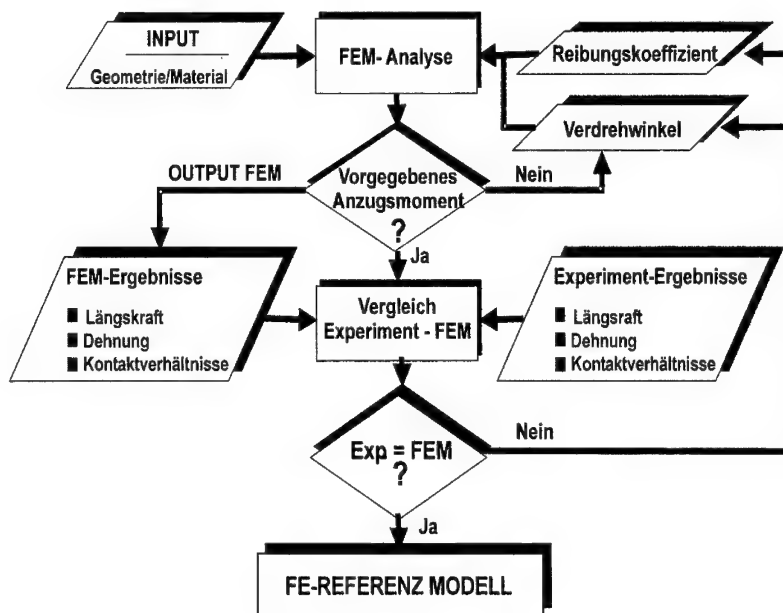 INPUT
Geometrie/Material
FEM- Analyse
Reibungskoeffizient
Verdrehwinkel
OUTPUT FEM
Vorgegebenes
Anzugsmoment
?
Nein
Ja
FEM-Ergebnisse
Längskraft
Dehnung
Kontaktverhältnisse
Vergleich
Experiment - FEM
Experiment-Ergebnisse
Längsraft
Dehnung
Kontaktverhältnisse
Exp = FEM
?
Nein
Ja
FE-REFERENZ MODELL